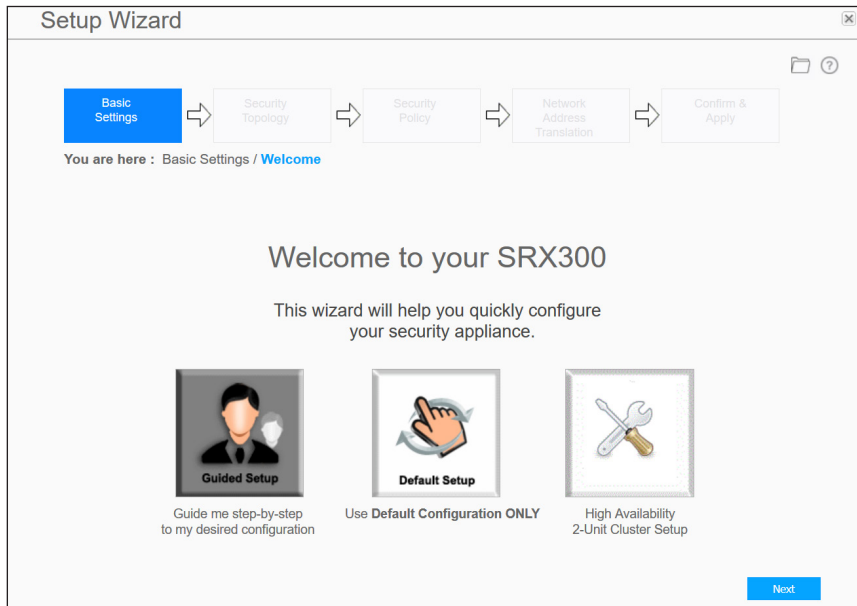 Setup Wizard
Basic
Settings
Security
Topology
Security
Policy
Network
Address
Translation
Confirm &
Apply
You are here : Basic Settings / Welcome
Welcome to your SRX300
This wizard will help you quickly configure
your security appliance.
Guided Setup
Guide me step-by-step
to my desired configuration
Default Setup
Use Default Configuration ONLY
High Availability
2-Unit Cluster Setup
Next